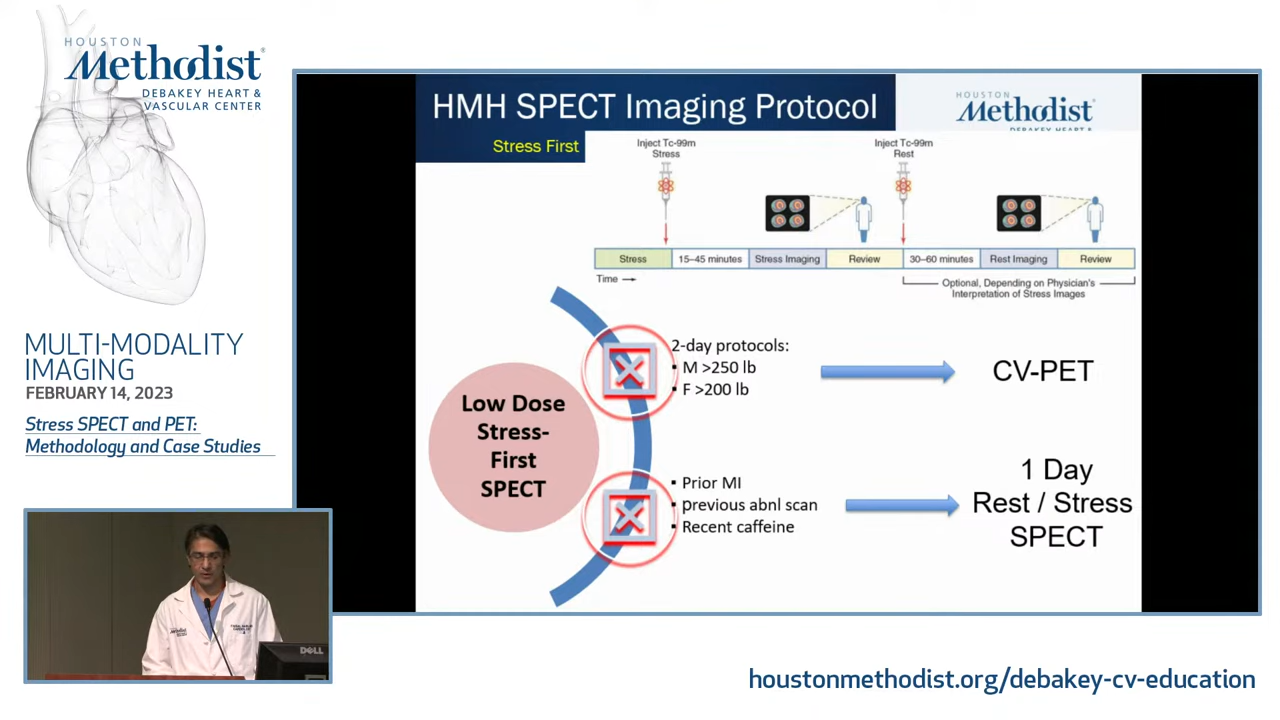 HOUSTON
Methodist
DEBAKEY HEART &
VASCULAR CENTER
MULTI-MODALITY
IMAGING
FEBRUARY 14, 2023
Stress SPECT and PET:
Methodology and Case Studies
HMH SPECT Imaging Protocol
Stress First
HOUSTON
Methodist
DEBAKEY HEART &
Inject Tc-99m
Stress
Inject Tc-99m
Rest
Stress
15–45 minutes
Stress Imaging
Review
30–60 minutes
Rest Imaging
Review
Time
Optional, Depending on Physician's
Interpretation of Stress Images
Low Dose
Stress-
First
SPECT
2-day protocols:
▪ M >250 lb
▪ F >200 lb
CV-PET
▪ Prior MI
▪ previous abnl scan
▪ Recent caffeine
1 Day
Rest / Stress
SPECT
Methodist
DELL
houstonmethodist.org/debakey-cv-education